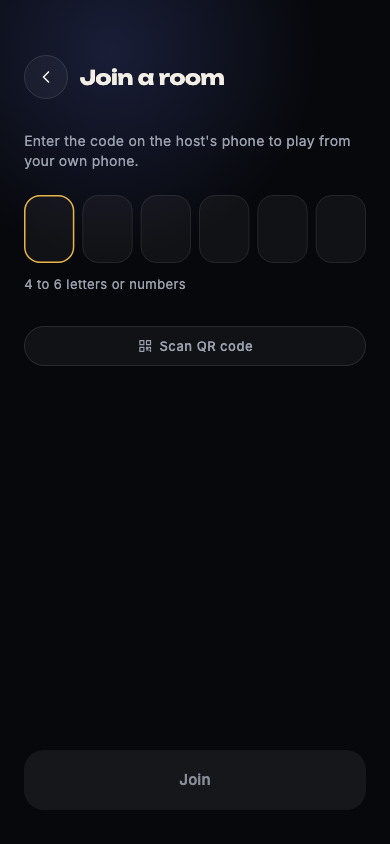 Join a room
Enter the code on the host's phone to play from
your own phone.
4 to 6 letters or numbers
Scan QR code
Join